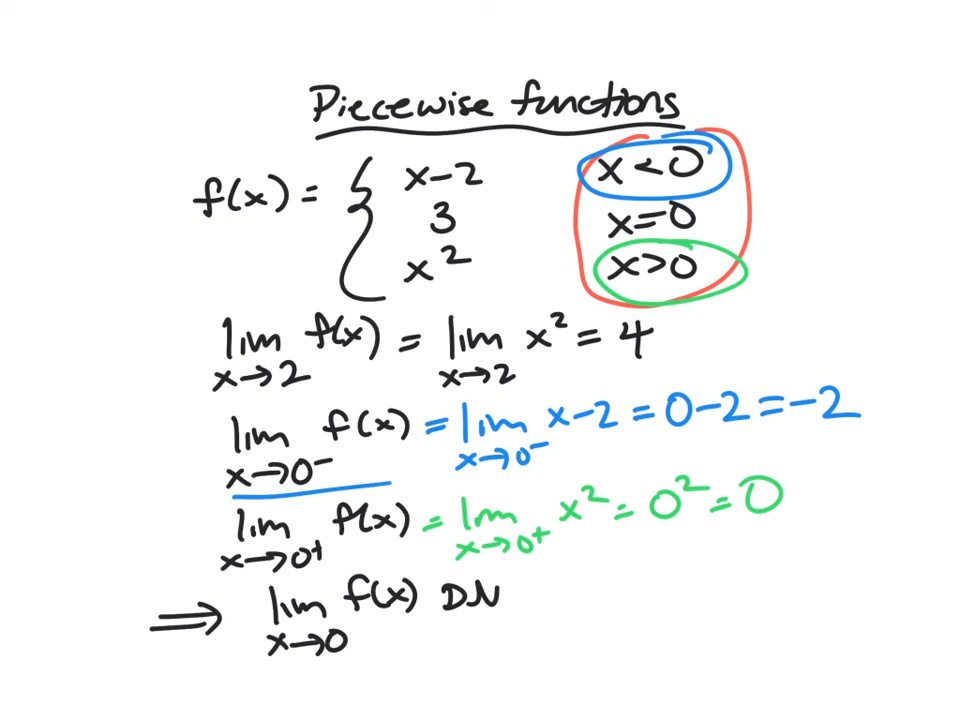 Piecewise functions
f(x) = { x-2 x<0
3 x=0
x² x>0
lim x→2 f(x) = lim x→2 x² = 4
lim x→0⁻ f(x) = lim x→0⁻ x-2 = 0-2 = -2
lim x→0⁺ f(x) = lim x→0⁺ x² = 0² = 0
⟹ lim x→0 f(x) DN